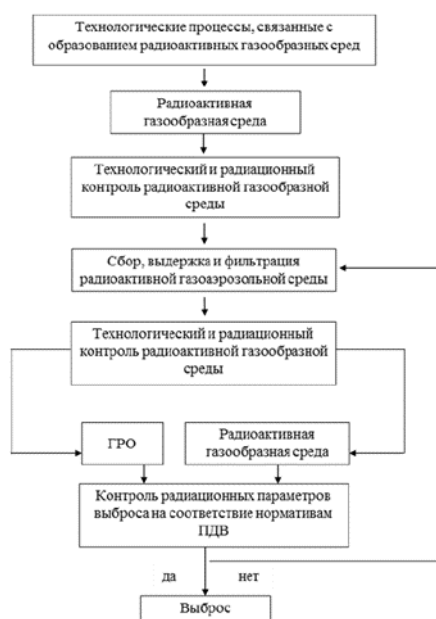 Технологические процессы, связанные с
образованием радиоактивных газообразных сред
Радиоактивная
газообразная среда
Технологический и радиационный
контроль радиоактивной газообразной
среды
Сбор, выдержка и фильтрация
радиоактивной газоаэрозольной среды
Технологический и радиационный
контроль радиоактивной газообразной
среды
ГРО
Радиоактивная
газообразная среда
Контроль радиационных параметров
выброса на соответствие нормативам
ПДВ
да нет
Выброс